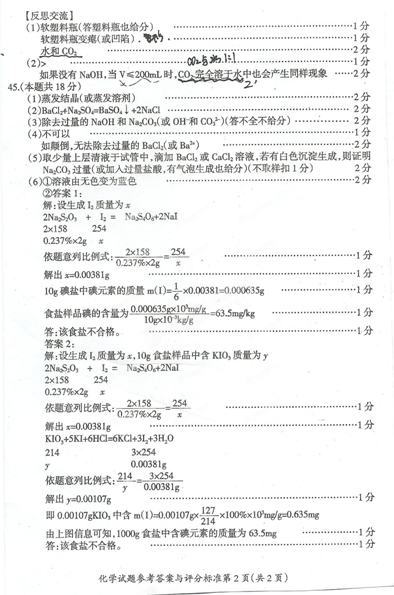 【反思交流】
(1)软塑料瓶(答塑料瓶也给分) ……1分
软塑料瓶变瘪(或凹陷) ……1分
水和CO₂ ……2分
(2)> ……1分
如果没有NaOH,当V≤200mL时,CO₂完全溶于水中也会产生同样现象 ……2分
45.(本题共18分)
(1)蒸发结晶(或蒸发溶剂) ……2分
(2)BaCl₂+Na₂SO₄=BaSO₄↓+2NaCl ……2分
(3)除去过量的NaOH和Na₂CO₃(或OH⁻和CO₃²⁻)(答不全不给分) ……2分
(4)不可以 ……1分
如颠倒,无法除去过量的BaCl₂(或Ba²⁺) ……2分
(5)取少量上层清液于试管中,滴加BaCl₂或CaCl₂溶液,若有白色沉淀生成,则证明
Na₂CO₃过量(或加入过量盐酸,有气泡生成也给分)(不取样扣1分) 2分
(6)①溶液由无色变为蓝色 ……2分
②答案1:
解:设生成I₂质量为x
2Na₂S₂O₃ + I₂ = Na₂S₄O₆+2NaI
2×158 254
0.237%×2g x
依题意列比例式:2×158/0.237%×2g=254/x ……1分
解出x=0.00381g ……1分
10g碘盐中碘元素的质量m(I)=1/6×0.00381=0.000635g ……1分
食盐样品碘的含量为0.000635g×10³mg/g/10g×10⁻³kg/g=63.5mg/kg ……1分
答:该食盐不合格。 ……1分
答案2:
解:设生成I₂质量为x,10g食盐样品中含KIO₃质量为y
2Na₂S₂O₃ + I₂ = Na₂S₄O₆+2NaI
2×158 254
0.237%×2g x
依题意列比例式:2×158/0.237%×2g=254/x ……1分
解出x=0.00381g ……1分
KIO₃+5KI+6HCl=6KCl+3I₂+3H₂O
214 3×254
y 0.00381g
依题意列比例式:214/y=3×254/0.00381g
解出y=0.00107g ……1分
即0.00107gKIO₃中含m(I)=0.00107g×127/214×100%×10³mg/g=0.635mg
由上图信息可知,1000g食盐中含碘元素的质量为63.5mg ……1分
答:该食盐不合格。 ……1分
化学试题参考答案与评分标准第2页(共2页)